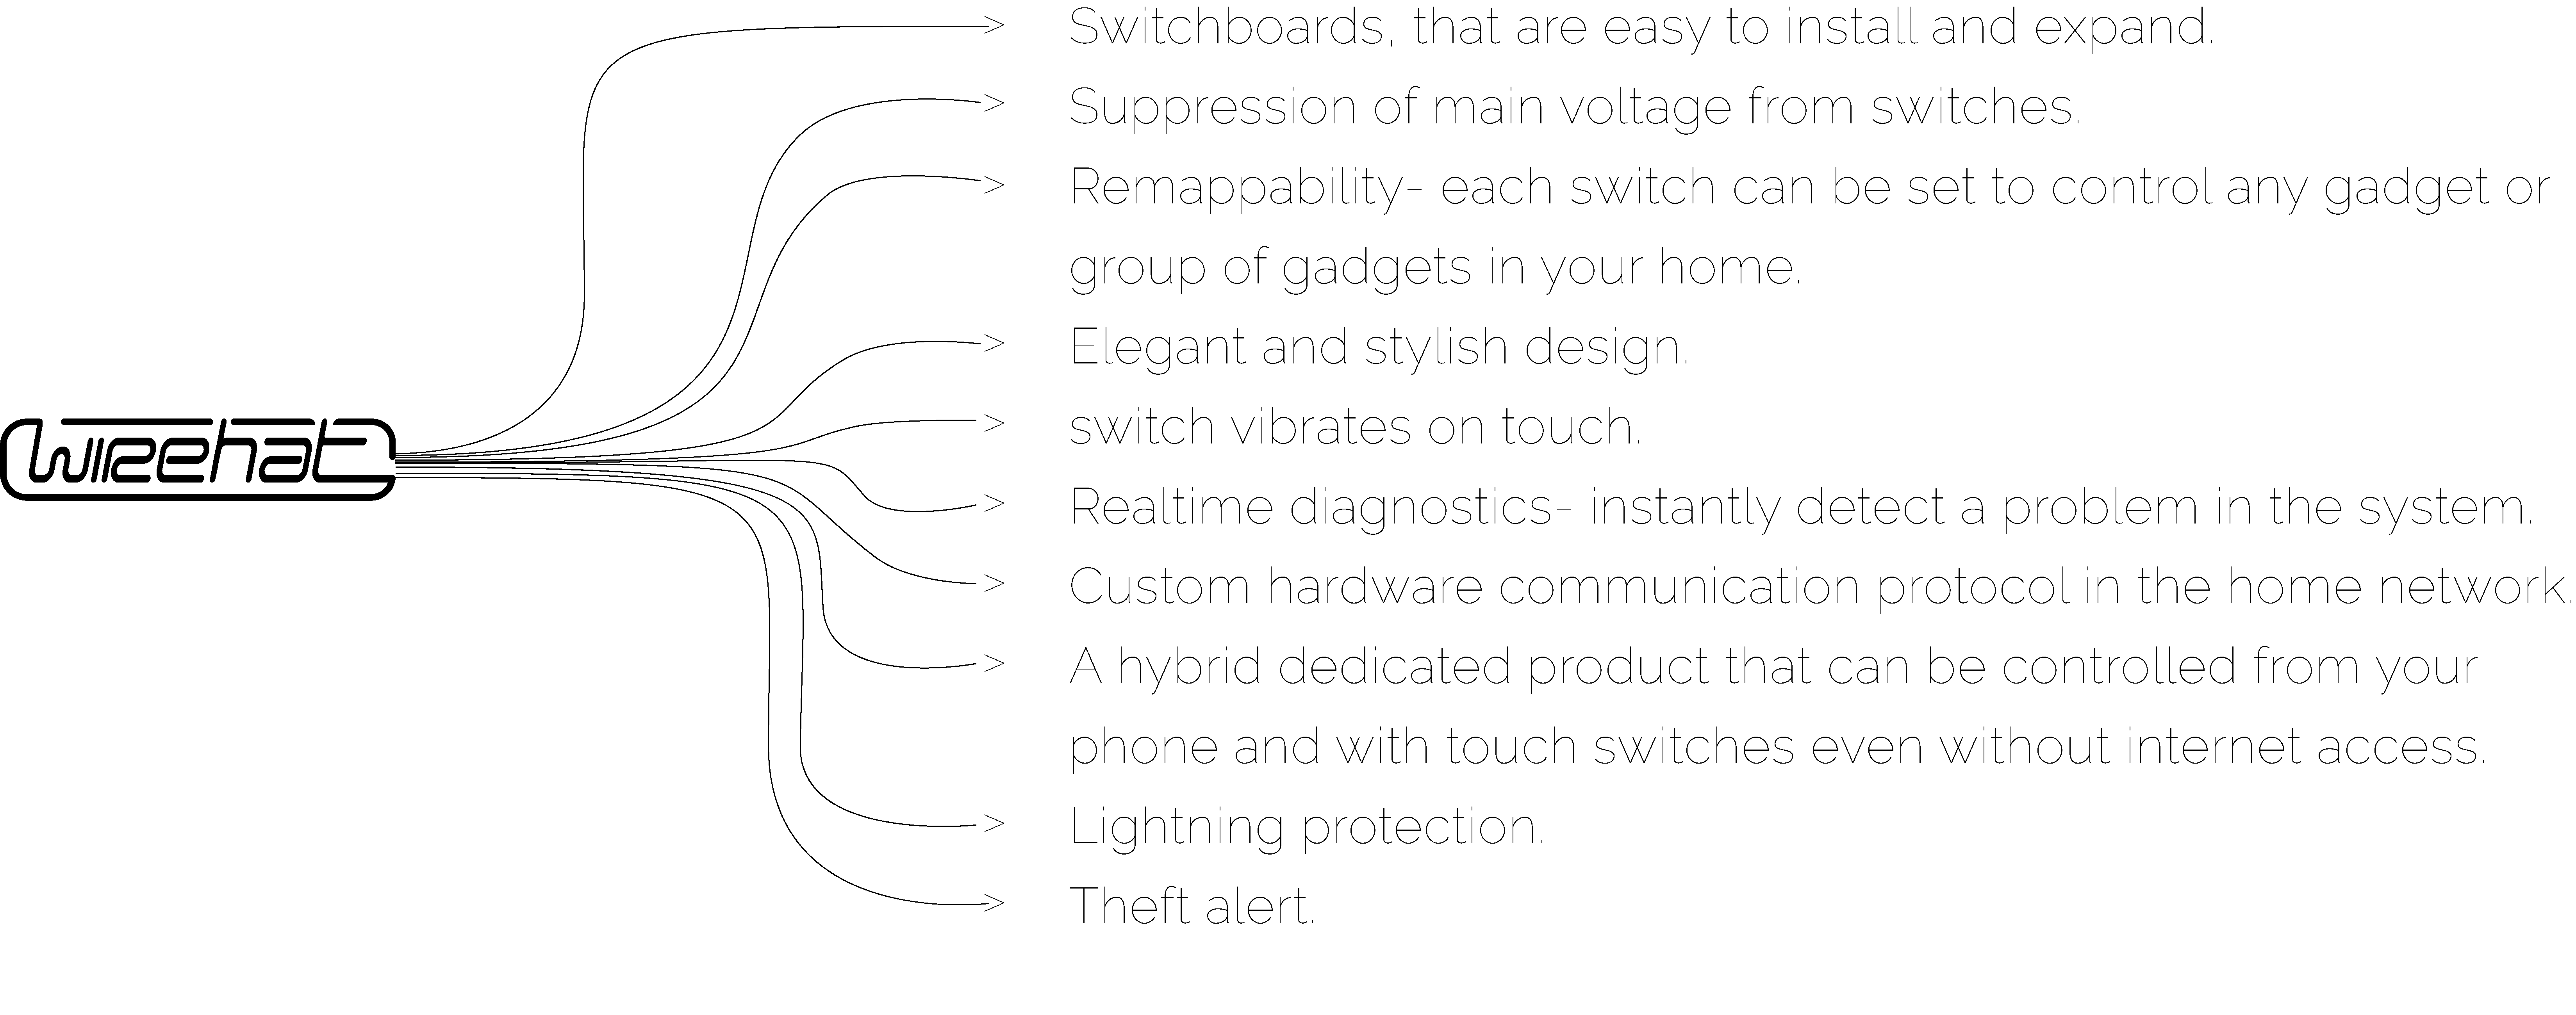 Switchboards, that are easy to install and expand.
Suppression of main voltage from switches.
Remappability- each switch can be set to control any gadget or
group of gadgets in your home.
Elegant and stylish design.
wirehat
switch vibrates on touch.
Realtime diagnostics- instantly detect a problem in the system.
Custom hardware communication protocol in the home network.
A hybrid dedicated product that can be controlled from your
phone and with touch switches even without internet access.
Lightning protection.
Theft alert.